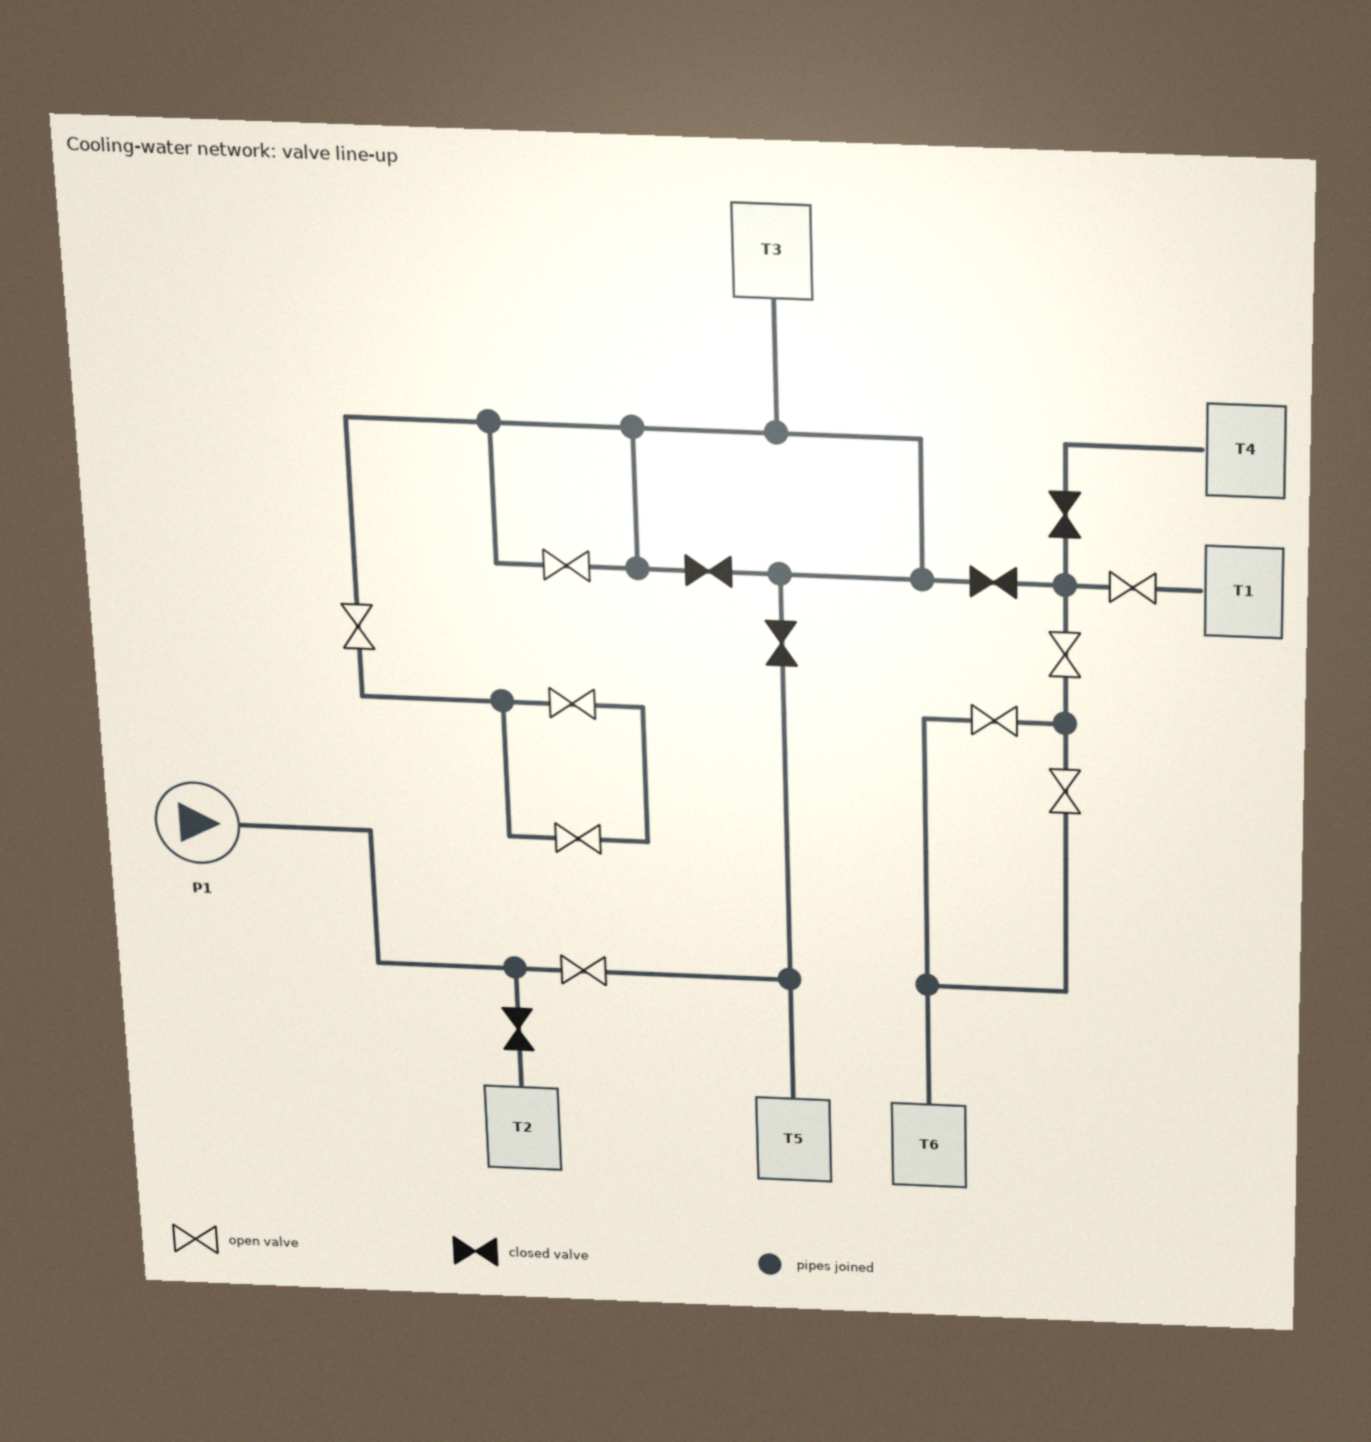 Cooling-water network: valve line-up
T3
T4
T1
P1
T2
T5
T6
open valve
closed valve
pipes joined